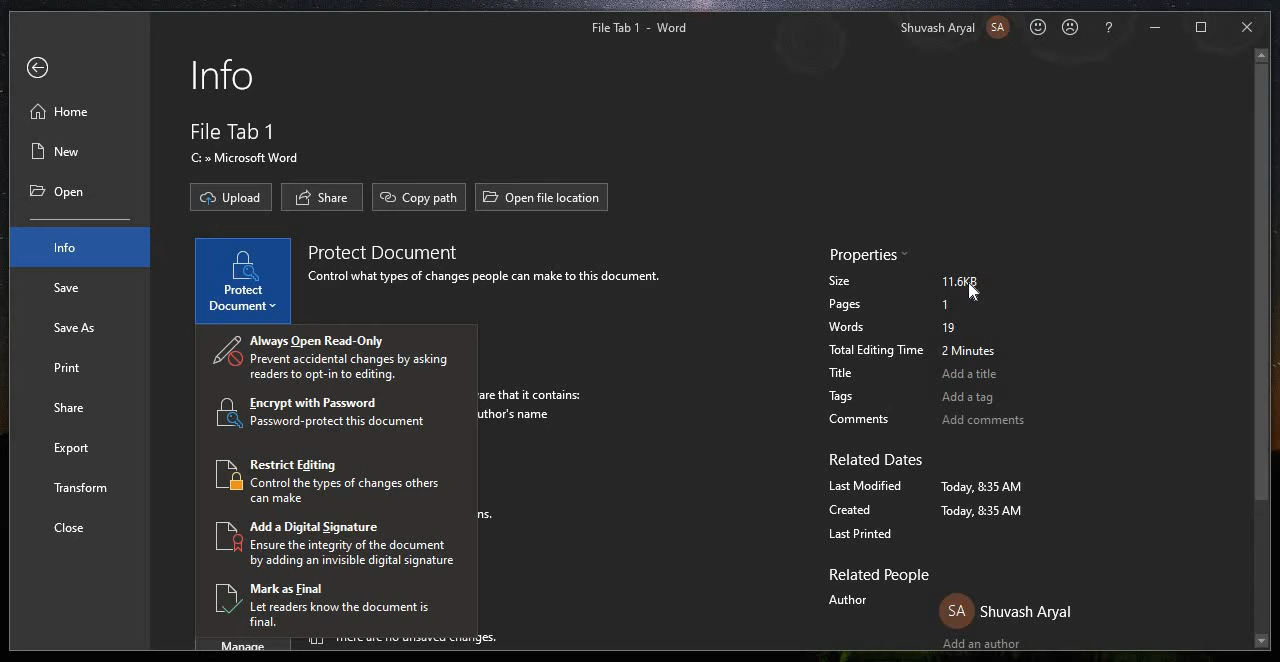 File Tab 1 - Word
Shuvash Aryal SA ?
Home
New
Open
Info
Save
Save As
Print
Share
Export
Transform
Close
Info
File Tab 1
C: » Microsoft Word
Upload Share Copy path Open file location
Protect
Document
Protect Document
Control what types of changes people can make to this document.
Always Open Read-Only
Prevent accidental changes by asking
readers to opt-in to editing.
Encrypt with Password
Password-protect this document
Restrict Editing
Control the types of changes others
can make
Add a Digital Signature
Ensure the integrity of the document
by adding an invisible digital signature
Mark as Final
Let readers know the document is
final.
that it contains:
name
Manage
There are no unsaved changes.
Properties
Size 11.6KB
Pages 1
Words 19
Total Editing Time 2 Minutes
Title Add a title
Tags Add a tag
Comments Add comments
Related Dates
Last Modified Today, 8:35 AM
Created Today, 8:35 AM
Last Printed
Related People
Author
SA Shuvash Aryal
Add an author